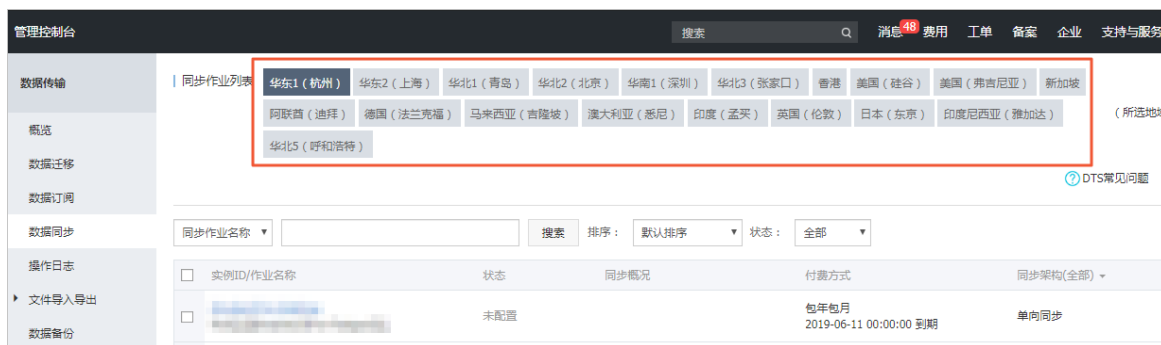 管理控制台 搜索 消息 48 费用 工单 备案 企业 支持与服务
数据传输
同步作业列表 华东1（杭州） 华东2（上海） 华北1（青岛） 华北2（北京） 华南1（深圳） 华北3（张家口） 香港 美国（硅谷） 美国（弗吉尼亚） 新加坡
阿联酋（迪拜） 德国（法兰克福） 马来西亚（吉隆坡） 澳大利亚（悉尼） 印度（孟买） 英国（伦敦） 日本（东京） 印度尼西亚（雅加达） （所选地域
概览
华北5（呼和浩特）
数据迁移
DTS常见问题
数据订阅
数据同步
同步作业名称 搜索 排序： 默认排序 状态： 全部
操作日志
实例ID/作业名称 状态 同步概况 付费方式 同步架构(全部)
文件导入导出
未配置 包年包月 单向同步
2019-06-11 00:00:00 到期
数据备份